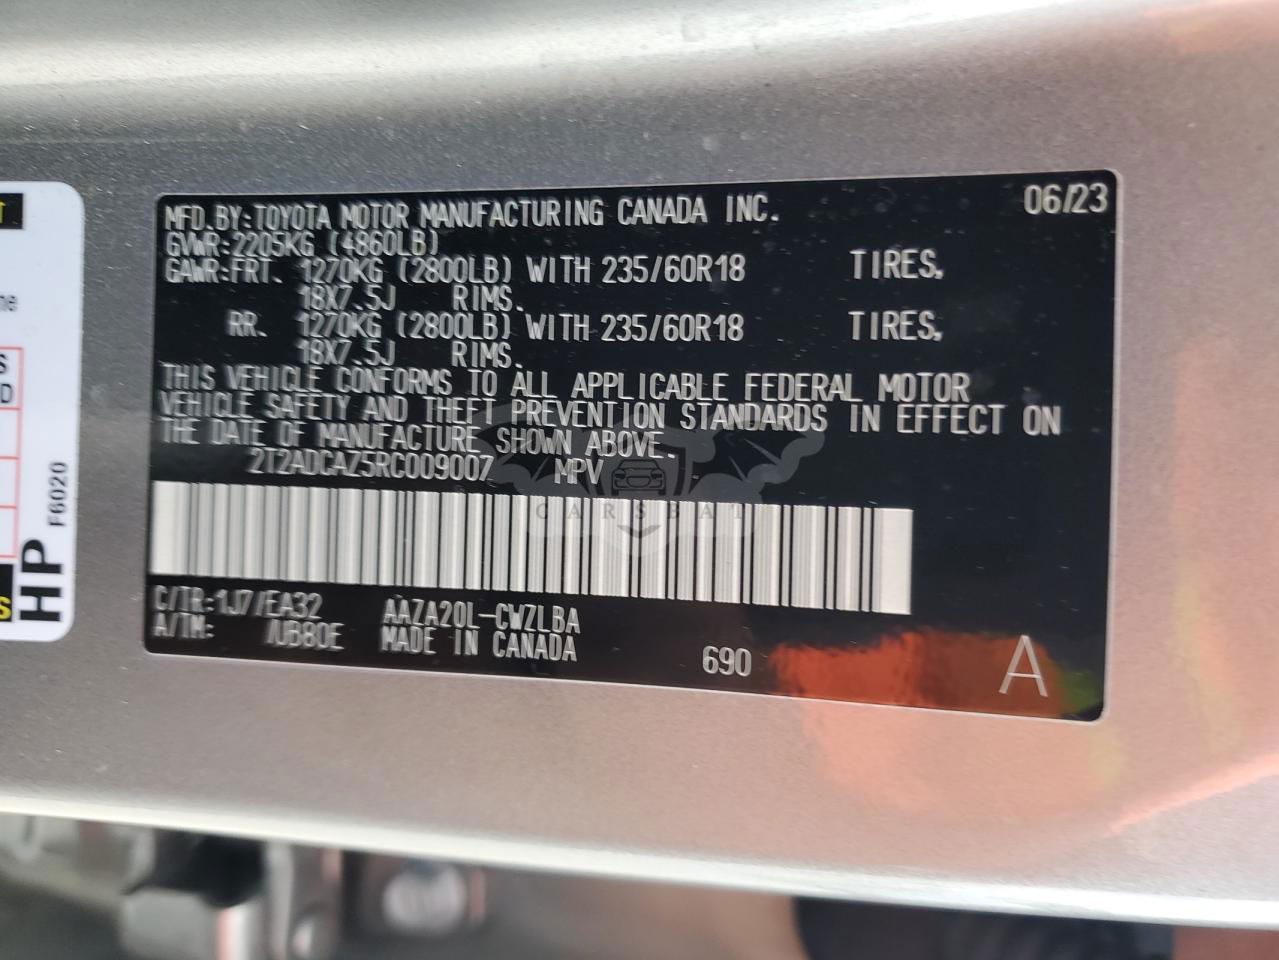 MFD.BY:TOYOTA MOTOR MANUFACTURING CANADA INC. 06/23
GVWR:2205KG (4860LB)
GAWR:FRT. 1270KG (2800LB) WITH 235/60R18 TIRES,
18X7.5J RIMS.
RR. 1270KG (2800LB) WITH 235/60R18 TIRES,
18X7.5J RIMS.
THIS VEHICLE CONFORMS TO ALL APPLICABLE FEDERAL MOTOR
VEHICLE SAFETY AND THEFT PREVENTION STANDARDS IN EFFECT ON
THE DATE OF MANUFACTURE SHOWN ABOVE.
2T2ADCAZ5RC009007 MPV
CARSBAT
C/TR:1J7/EA32 AAZA20L-CWZLBA
A/TM: MADE IN CANADA 690 A
HP F6020